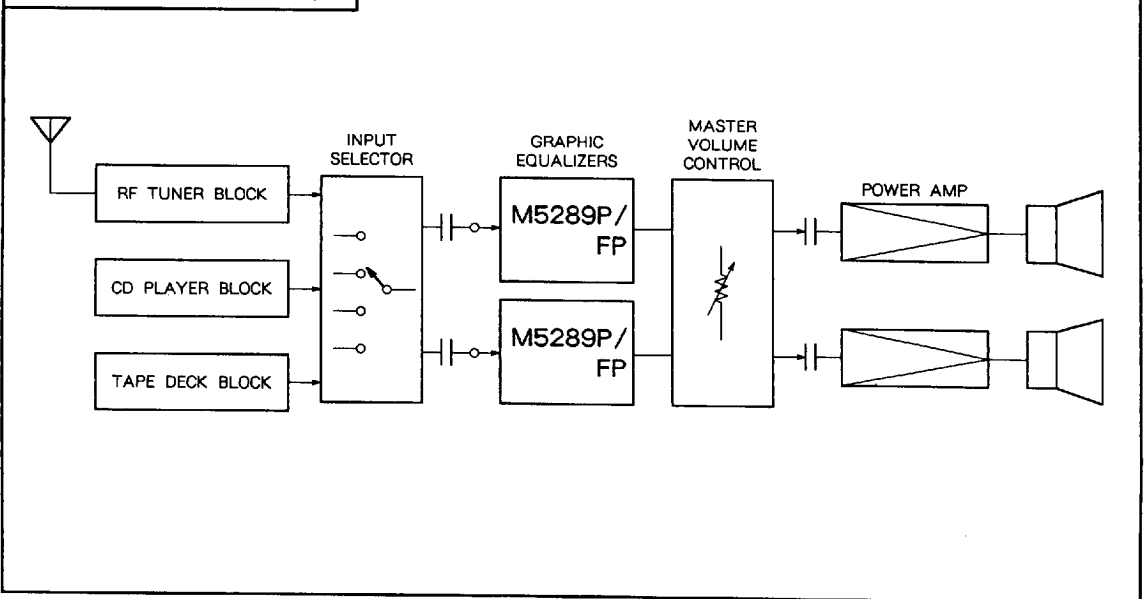 RF TUNER BLOCK
CD PLAYER BLOCK
TAPE DECK BLOCK
INPUT
SELECTOR
GRAPHIC
EQUALIZERS
M5289P/
FP
M5289P/
FP
MASTER
VOLUME
CONTROL
POWER AMP